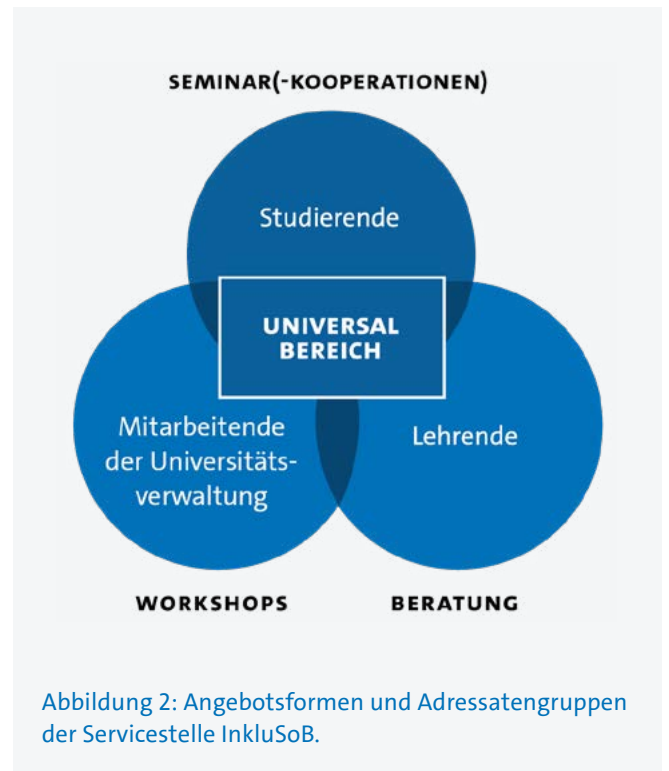 SEMINAR(-KOOPERATIONEN)
Studierende
UNIVERSAL
BEREICH
Mitarbeitende
der Universitäts-
verwaltung
Lehrende
WORKSHOPS
BERATUNG
Abbildung 2: Angebotsformen und Adressatengruppen
der Servicestelle InkluSoB.